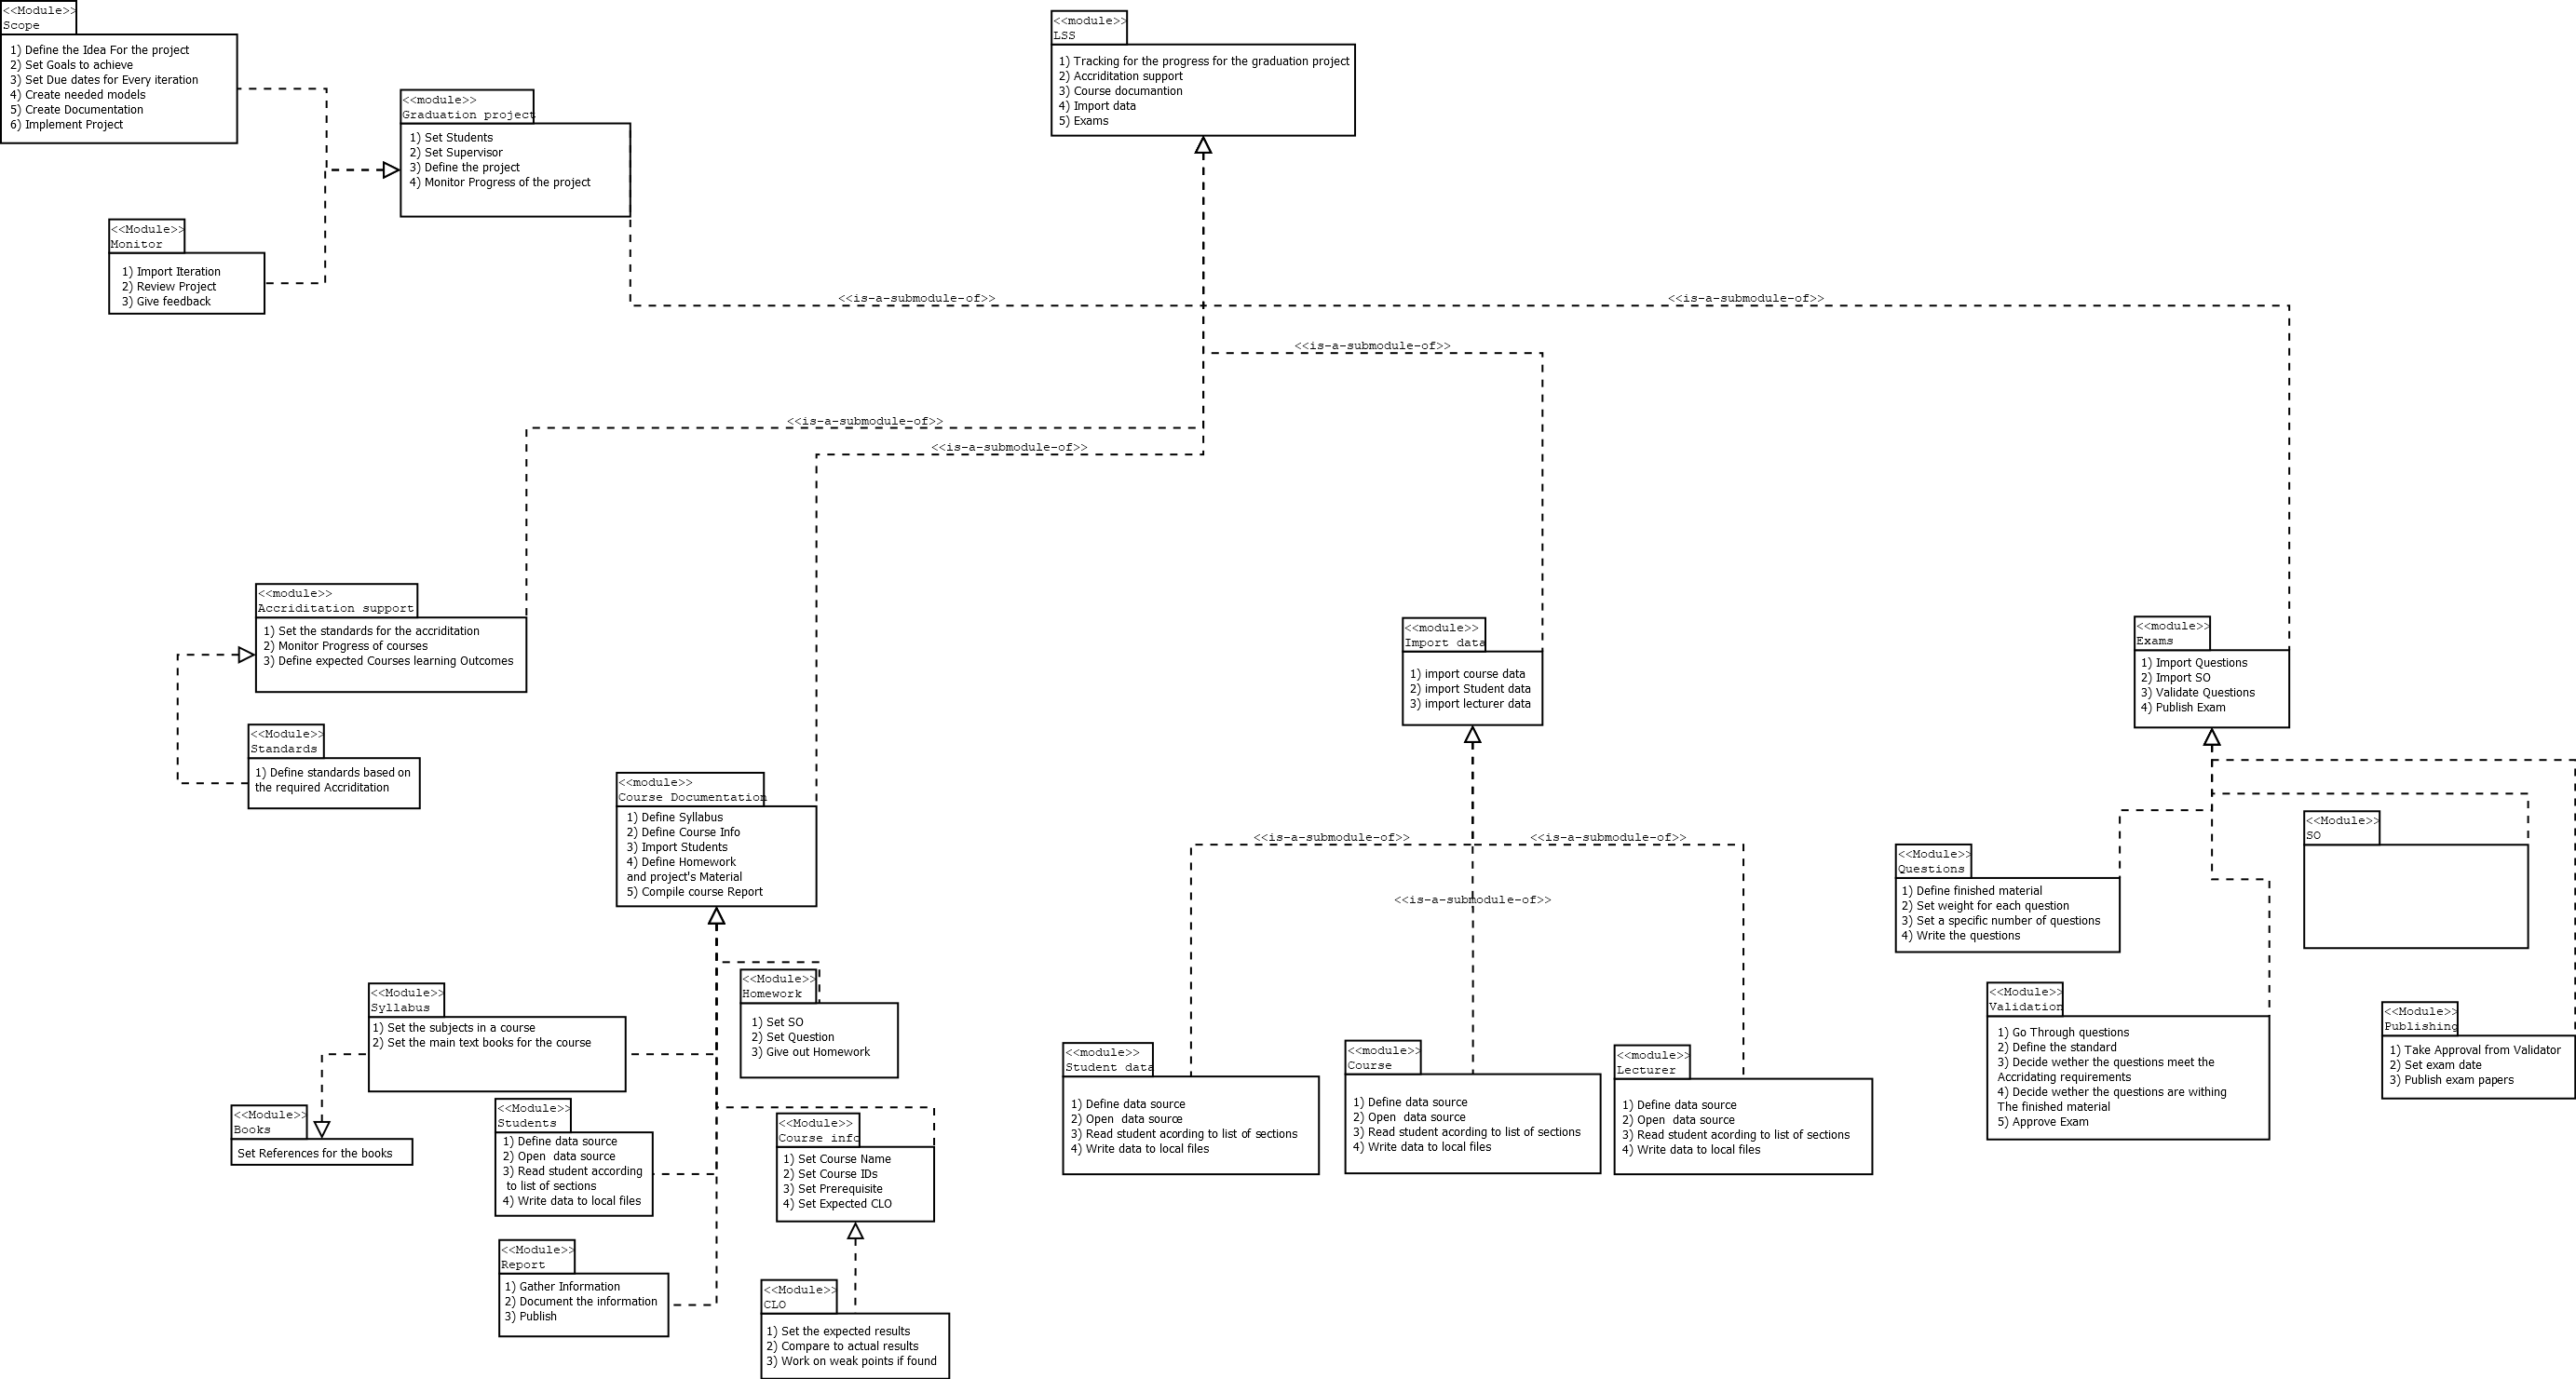 <<Module>>
Scope
1) Define the Idea For the project
2) Set Goals to achieve
3) Set Due dates for Every iteration
4) Create needed models
5) Create Documentation
6) Implement Project
<<module>>
LSS
1) Tracking for the progress for the graduation project
2) Accriditation support
3) Course documantion
4) Import data
5) Exams
<<module>>
Graduation project
1) Set Students
2) Set Supervisor
3) Define the project
4) Monitor Progress of the project
<<Module>>
Monitor
1) Import Iteration
2) Review Project
3) Give feedback
<<is-a-submodule-of>>
<<is-a-submodule-of>>
<<is-a-submodule-of>>
<<is-a-submodule-of>>
<<is-a-submodule-of>>
<<module>>
Accriditation support
1) Set the standards for the accriditation
2) Monitor Progress of courses
3) Define expected Courses learning Outcomes
<<Module>>
Standards
1) Define standards based on
the required Accriditation
<<module>>
Course Documentation
1) Define Syllabus
2) Define Course Info
3) Import Students
4) Define Homework
and project's Material
5) Compile course Report
<<module>>
Import data
1) import course data
2) import Student data
3) import lecturer data
<<module>>
Exams
1) Import Questions
2) Import SO
3) Validate Questions
4) Publish Exam
<<is-a-submodule-of>>
<<is-a-submodule-of>>
<<is-a-submodule-of>>
<<Module>>
Syllabus
1) Set the subjects in a course
2) Set the main text books for the course
<<Module>>
Homework
1) Set SO
2) Set Question
3) Give out Homework
<<Module>>
Books
Set References for the books
<<Module>>
Students
1) Define data source
2) Open  data source
3) Read student according
to list of sections
4) Write data to local files
<<Module>>
Course info
1) Set Course Name
2) Set Course IDs
3) Set Prerequisite
4) Set Expected CLO
<<Module>>
Report
1) Gather Information
2) Document the information
3) Publish
<<Module>>
CLO
1) Set the expected results
2) Compare to actual results
3) Work on weak points if found
<<module>>
Student data
1) Define data source
2) Open  data source
3) Read student acording to list of sections
4) Write data to local files
<<module>>
Course
1) Define data source
2) Open  data source
3) Read student acording to list of sections
4) Write data to local files
<<module>>
Lecturer
1) Define data source
2) Open  data source
3) Read student acording to list of sections
4) Write data to local files
<<Module>>
Questions
1) Define finished material
2) Set weight for each question
3) Set a specific number of questions
4) Write the questions
<<Module>>
SO
<<Module>>
Validation
1) Go Through questions
2) Define the standard
3) Decide wether the questions meet the
Accridating requirements
4) Decide wether the questions are withing
The finished material
5) Approve Exam
<<Module>>
Publishing
1) Take Approval from Validator
2) Set exam date
3) Publish exam papers